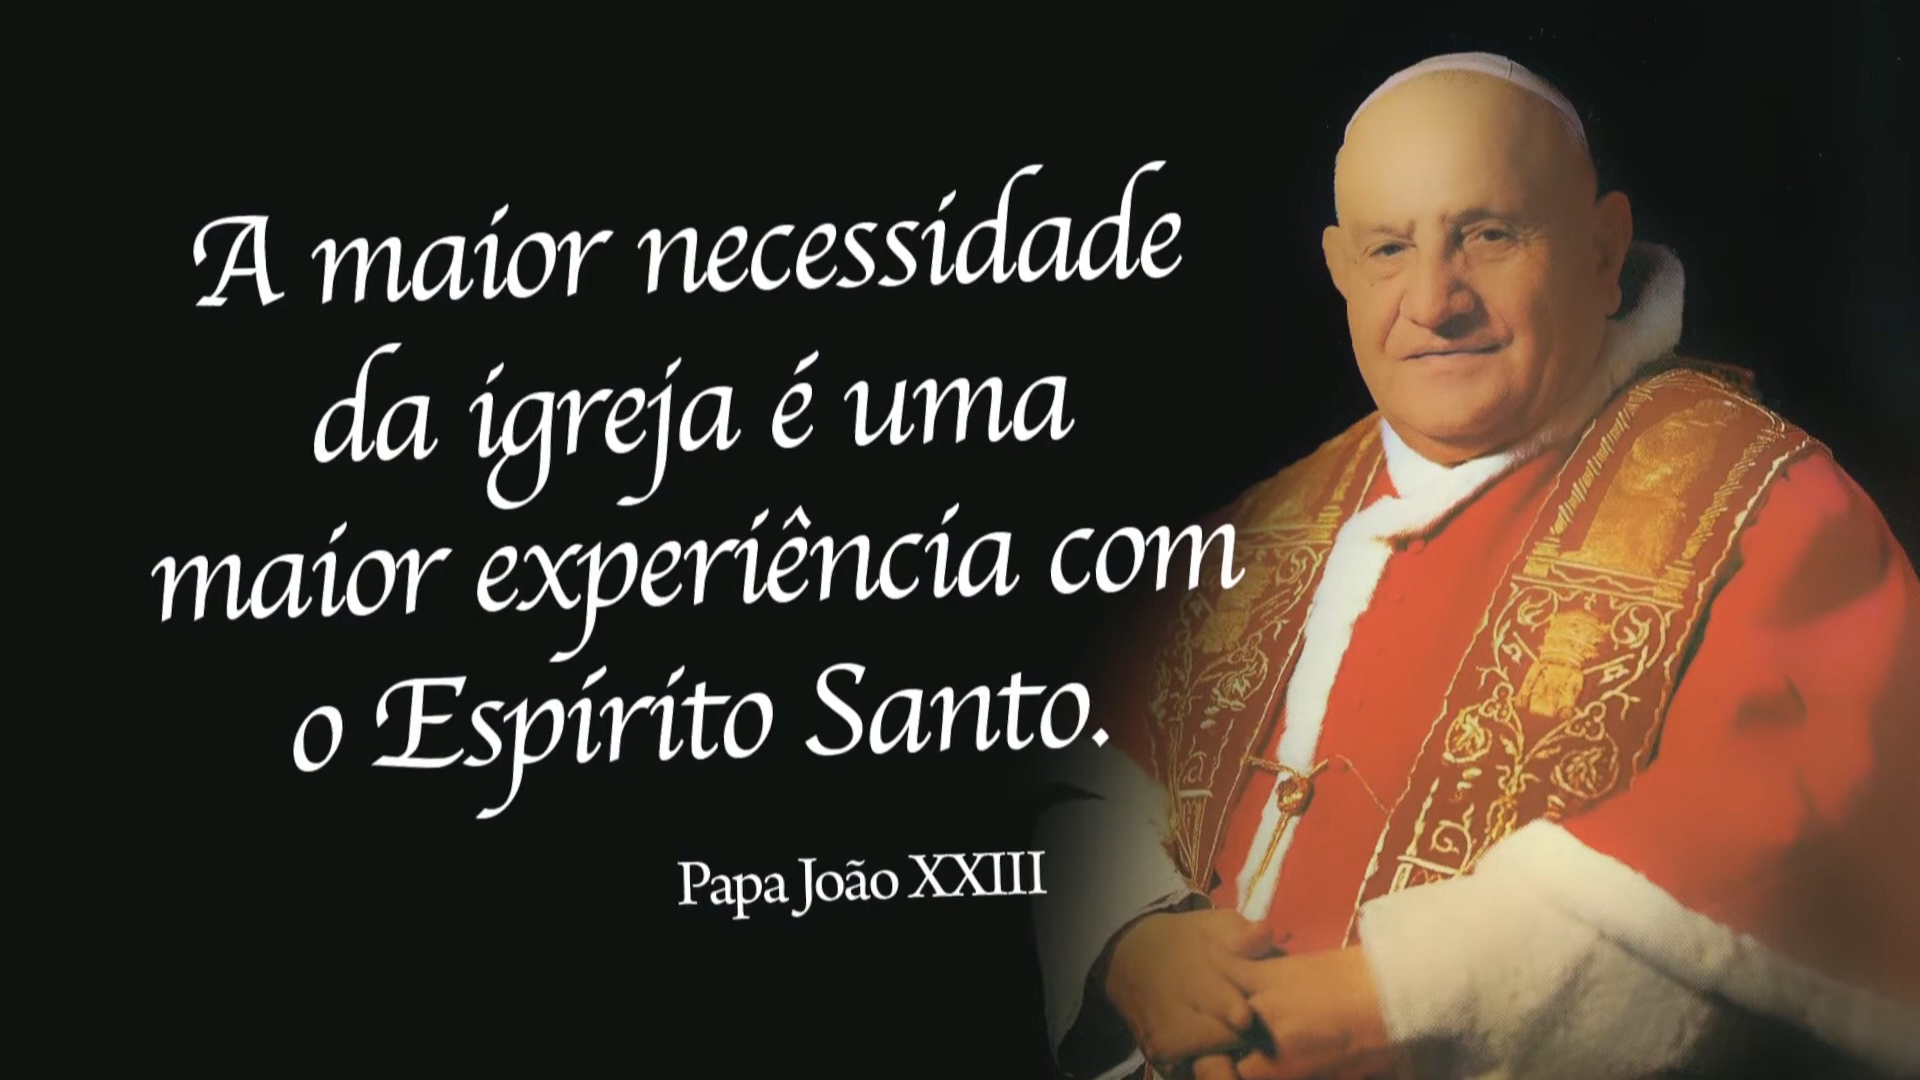 A maior necessidade
da igreja é uma
maior experiência com
o Espírito Santo.
Papa João XXIII